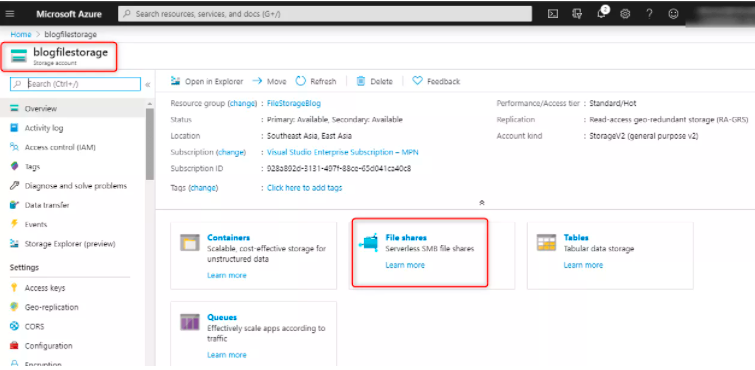 Microsoft Azure
Search resources, services, and docs (G+/)
Home > blogfilestorage
blogfilestorage
Storage account
Search (Ctrl+/)
Overview
Activity log
Access control (IAM)
Tags
Diagnose and solve problems
Data transfer
Events
Storage Explorer (preview)
Settings
Access keys
Geo-replication
CORS
Configuration
Encryption
Open in Explorer Move Refresh Delete Feedback
Resource group (change) : FileStorageBlog
Status : Primary: Available, Secondary: Available
Location : Southeast Asia, East Asia
Subscription (change) : Visual Studio Enterprise Subscription – MPN
Subscription ID : 928a892d-3131-497f-88ce-65d041ca40c8
Tags (change) : Click here to add tags
Performance/Access tier : Standard/Hot
Replication : Read-access geo-redundant storage (RA-GRS)
Account kind : StorageV2 (general purpose v2)
Containers
Scalable, cost-effective storage for
unstructured data
Learn more
File shares
Serverless SMB file shares
Learn more
Tables
Tabular data storage
Learn more
Queues
Effectively scale apps according to
traffic
Learn more